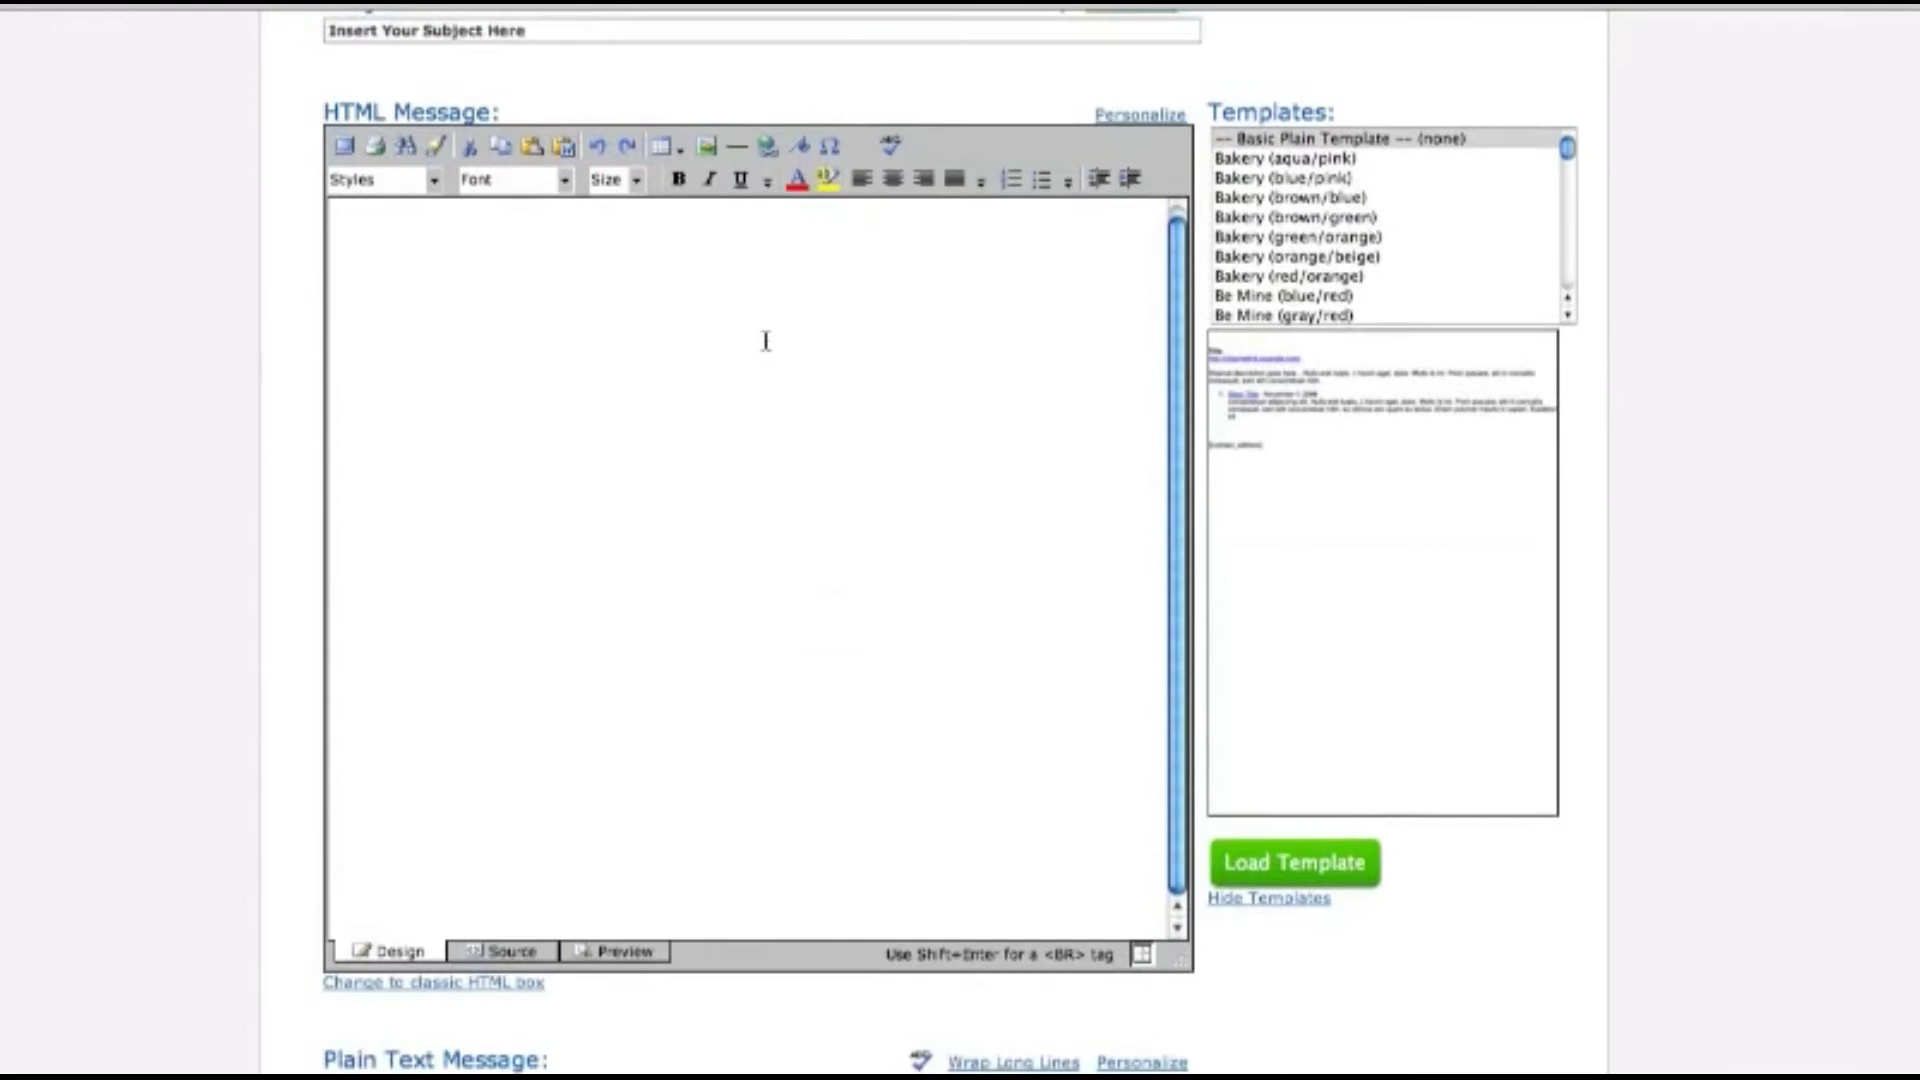 Insert Your Subject Here
HTML Message:
Personalize
Templates:
Styles
Font
Size
B I U
--- Basic Plain Template --- (none)
Bakery (aqua/pink)
Bakery (blue/pink)
Bakery (brown/blue)
Bakery (brown/green)
Bakery (green/orange)
Bakery (orange/beige)
Bakery (red/orange)
Be Mine (blue/red)
Be Mine (gray/red)
Load Template
Hide Templates
Design
Source
Preview
Use Shift+Enter for a <BR> tag
Change to classic HTML box
Plain Text Message:
Wrap Long Lines
Personalize